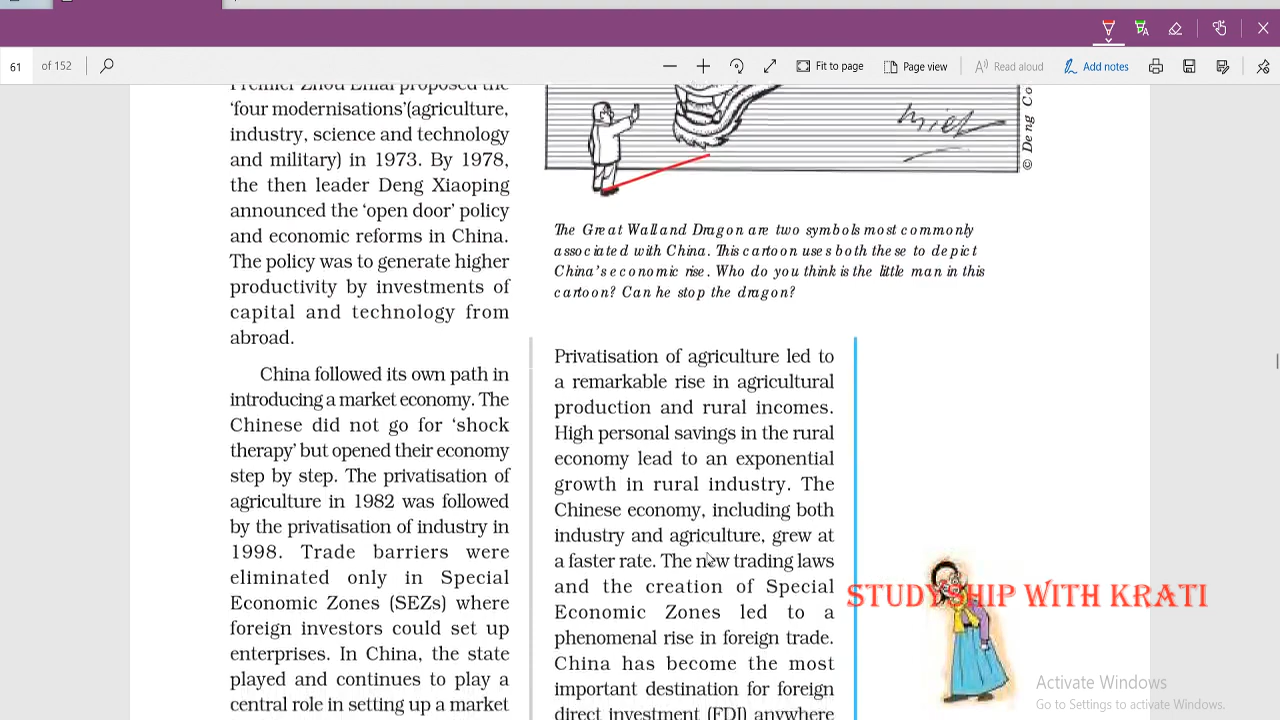 61 of 152
Fit to page
Page view
Read aloud
Add notes
Premier Zhou Enlai proposed the
‘four modernisations’(agriculture,
industry, science and technology
and military) in 1973. By 1978,
the then leader Deng Xiaoping
announced the ‘open door’ policy
and economic reforms in China.
The policy was to generate higher
productivity by investments of
capital and technology from
abroad.
China followed its own path in
introducing a market economy. The
Chinese did not go for ‘shock
therapy’ but opened their economy
step by step. The privatisation of
agriculture in 1982 was followed
by the privatisation of industry in
1998. Trade barriers were
eliminated only in Special
Economic Zones (SEZs) where
foreign investors could set up
enterprises. In China, the state
played and continues to play a
central role in setting up a market
miel
© Deng Co
The Great Wall and Dragon are two symbols most commonly
associated with China. This cartoon uses both these to depict
China’s economic rise. Who do you think is the little man in this
cartoon? Can he stop the dragon?
Privatisation of agriculture led to
a remarkable rise in agricultural
production and rural incomes.
High personal savings in the rural
economy lead to an exponential
growth in rural industry. The
Chinese economy, including both
industry and agriculture, grew at
a faster rate. The new trading laws
and the creation of Special
Economic Zones led to a
phenomenal rise in foreign trade.
China has become the most
important destination for foreign
direct investment (FDI) anywhere
STUDYSHIP WITH KRATI
Activate Windows
Go to Settings to activate Windows.